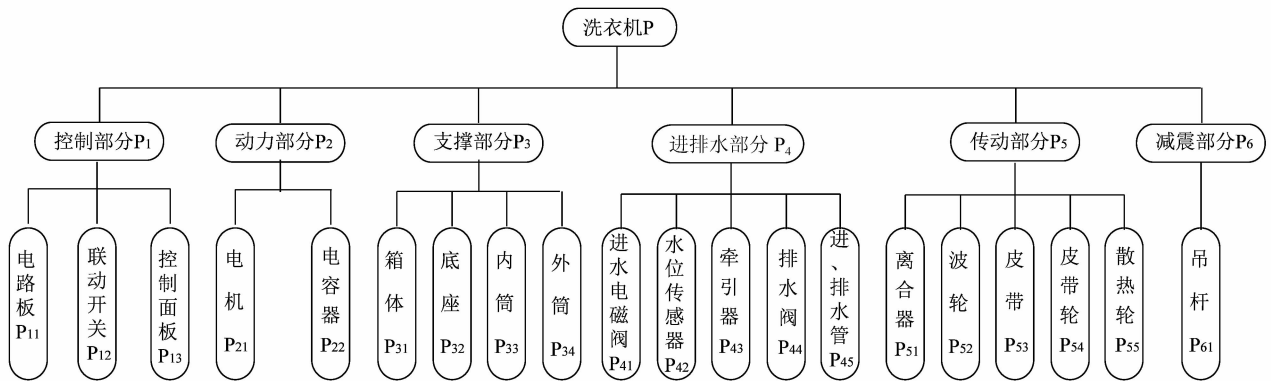 洗衣机P
控制部分P1
动力部分P2
支撑部分P3
进排水部分 P4
传动部分P5
减震部分P6
电路板P11
联动开关P12
控制面板P13
电机P21
电容器P22
箱体P31
底座P32
内筒P33
外筒P34
进水电磁阀P41
水位传感器P42
牵引器P43
排水阀P44
进、排水管P45
离合器P51
波轮P52
皮带P53
皮带轮P54
散热轮P55
吊杆P61